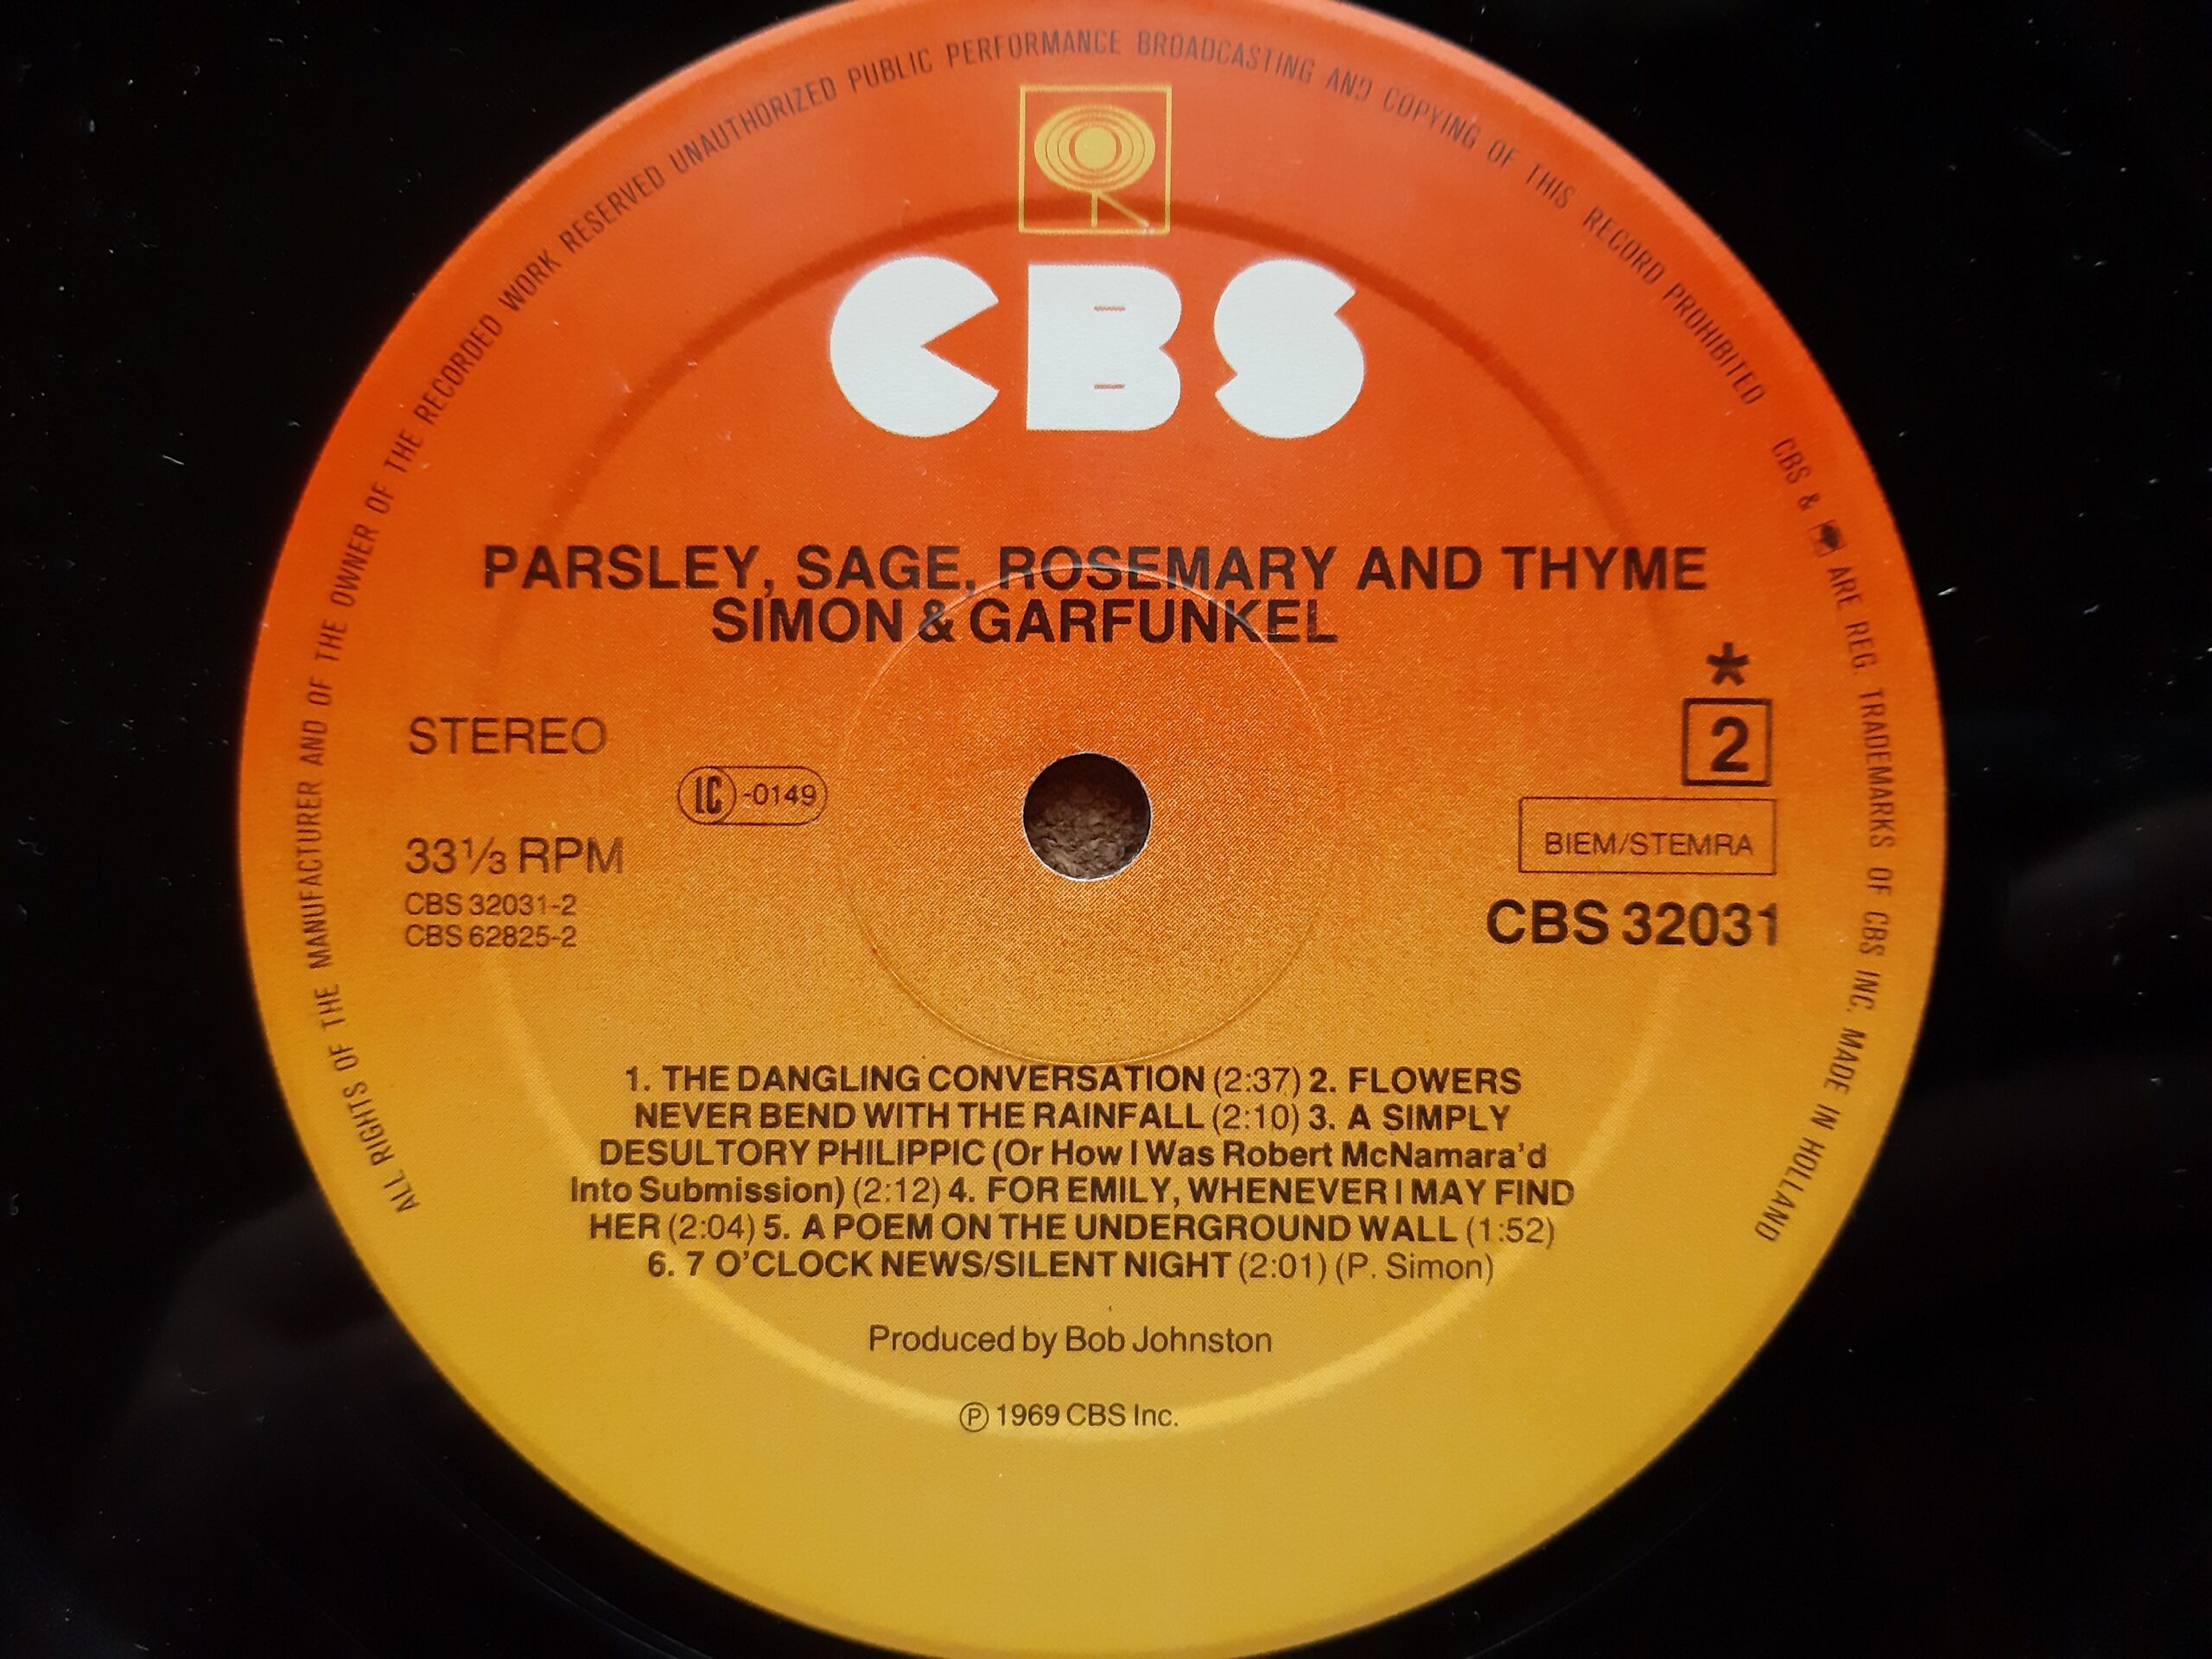 ALL RIGHTS OF THE MANUFACTURER AND OF THE OWNER OF THE RECORDED WORK RESERVED UNAUTHORIZED PUBLIC PERFORMANCE BROADCASTING AND COPYING OF THIS RECORD PROHIBITED CBS & ARE REG. TRADEMARKS OF CBS INC. MADE IN HOLLAND
CBS
PARSLEY, SAGE, ROSEMARY AND THYME
SIMON & GARFUNKEL
STEREO
*
2
LC-0149
BIEM/STEMRA
33⅓ RPM
CBS 32031-2
CBS 62825-2
CBS 32031
1. THE DANGLING CONVERSATION (2:37) 2. FLOWERS
NEVER BEND WITH THE RAINFALL (2:10) 3. A SIMPLY
DESULTORY PHILIPPIC (Or How I Was Robert McNamara'd
Into Submission) (2:12) 4. FOR EMILY, WHENEVER I MAY FIND
HER (2:04) 5. A POEM ON THE UNDERGROUND WALL (1:52)
6. 7 O'CLOCK NEWS/SILENT NIGHT (2:01) (P. Simon)
Produced by Bob Johnston
℗ 1969 CBS Inc.